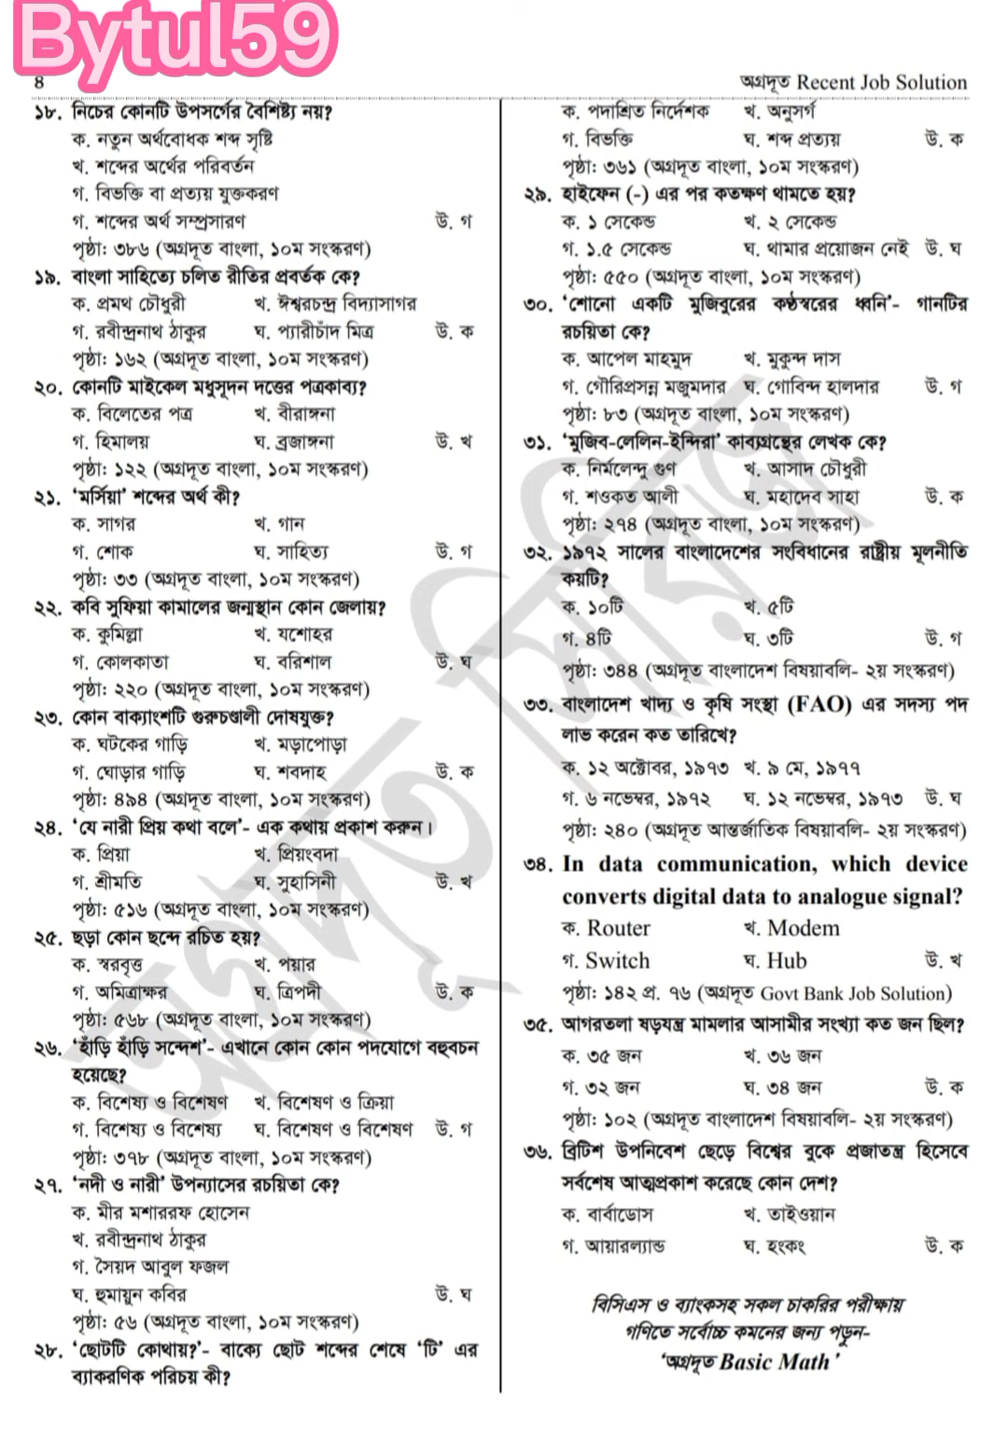 Bytul59
8
অগ্রদূত Recent Job Solution
১৮. নিচের কোনটি উপসর্গের বৈশিষ্ট্য নয়?
ক. নতুন অর্থবোধক শব্দ সৃষ্টি
খ. শব্দের অর্থের পরিবর্তন
গ. বিভক্তি বা প্রত্যয় যুক্তকরণ
গ. শব্দের অর্থ সম্প্রসারণ উ. গ
পৃষ্ঠা: ৩৮৬ (অগ্রদূত বাংলা, ১০ম সংস্করণ)
১৯. বাংলা সাহিত্যে চলিত রীতির প্রবর্তক কে?
ক. প্রমথ চৌধুরী খ. ঈশ্বরচন্দ্র বিদ্যাসাগর
গ. রবীন্দ্রনাথ ঠাকুর ঘ. প্যারীচাঁদ মিত্র উ. ক
পৃষ্ঠা: ১৬২ (অগ্রদূত বাংলা, ১০ম সংস্করণ)
২০. কোনটি মাইকেল মধুসূদন দত্তের পত্রকাব্য?
ক. বিলেতের পত্র খ. বীরাঙ্গনা
গ. হিমালয় ঘ. ব্রজাঙ্গনা উ. খ
পৃষ্ঠা: ১২২ (অগ্রদূত বাংলা, ১০ম সংস্করণ)
২১. ‘মর্সিয়া’ শব্দের অর্থ কী?
ক. সাগর খ. গান
গ. শোক ঘ. সাহিত্য উ. গ
পৃষ্ঠা: ৩৩ (অগ্রদূত বাংলা, ১০ম সংস্করণ)
২২. কবি সুফিয়া কামালের জন্মস্থান কোন জেলায়?
ক. কুমিল্লা খ. যশোহর
গ. কোলকাতা ঘ. বরিশাল উ. ঘ
পৃষ্ঠা: ২২০ (অগ্রদূত বাংলা, ১০ম সংস্করণ)
২৩. কোন বাক্যাংশটি গুরুচণ্ডালী দোষযুক্ত?
ক. ঘটকের গাড়ি খ. মড়াপোড়া
গ. ঘোড়ার গাড়ি ঘ. শবদাহ উ. ক
পৃষ্ঠা: ৪৯৪ (অগ্রদূত বাংলা, ১০ম সংস্করণ)
২৪. ‘যে নারী প্রিয় কথা বলে’- এক কথায় প্রকাশ করুন।
ক. প্রিয়া খ. প্রিয়ংবদা
গ. শ্রীমতি ঘ. সুহাসিনী উ. খ
পৃষ্ঠা: ৫১৬ (অগ্রদূত বাংলা, ১০ম সংস্করণ)
২৫. ছড়া কোন ছন্দে রচিত হয়?
ক. স্বরবৃত্ত খ. পয়ার
গ. অমিত্রাক্ষর ঘ. ত্রিপদী উ. ক
পৃষ্ঠা: ৫৬৮ (অগ্রদূত বাংলা, ১০ম সংস্করণ)
২৬. ‘হাঁড়ি হাঁড়ি সন্দেশ’- এখানে কোন কোন পদযোগে বহুবচন
হয়েছে?
ক. বিশেষ্য ও বিশেষণ খ. বিশেষণ ও ক্রিয়া
গ. বিশেষ্য ও বিশেষ্য ঘ. বিশেষণ ও বিশেষণ উ. গ
পৃষ্ঠা: ৩৭৮ (অগ্রদূত বাংলা, ১০ম সংস্করণ)
২৭. ‘নদী ও নারী’ উপন্যাসের রচয়িতা কে?
ক. মীর মশাররফ হোসেন
খ. রবীন্দ্রনাথ ঠাকুর
গ. সৈয়দ আবুল ফজল
ঘ. হুমায়ুন কবির উ. ঘ
পৃষ্ঠা: ৫৬ (অগ্রদূত বাংলা, ১০ম সংস্করণ)
২৮. ‘ছোটটি কোথায়?’- বাক্যে ছোট শব্দের শেষে ‘টি’ এর
ব্যাকরণিক পরিচয় কী?
ক. পদাশ্রিত নির্দেশক খ. অনুসর্গ
গ. বিভক্তি ঘ. শব্দ প্রত্যয় উ. ক
পৃষ্ঠা: ৩৬১ (অগ্রদূত বাংলা, ১০ম সংস্করণ)
২৯. হাইফেন (-) এর পর কতক্ষণ থামতে হয়?
ক. ১ সেকেন্ড খ. ২ সেকেন্ড
গ. ১.৫ সেকেন্ড ঘ. থামার প্রয়োজন নেই উ. ঘ
পৃষ্ঠা: ৫৫০ (অগ্রদূত বাংলা, ১০ম সংস্করণ)
৩০. ‘শোনো একটি মুজিবুরের কণ্ঠস্বরের ধ্বনি’- গানটির
রচয়িতা কে?
ক. আপেল মাহমুদ খ. মুকুন্দ দাস
গ. গৌরিপ্রসন্ন মজুমদার ঘ. গোবিন্দ হালদার উ. গ
পৃষ্ঠা: ৮৩ (অগ্রদূত বাংলা, ১০ম সংস্করণ)
৩১. ‘মুজিব-লেলিন-ইন্দিরা’ কাব্যগ্রন্থের লেখক কে?
ক. নির্মলেন্দু গুণ খ. আসাদ চৌধুরী
গ. শওকত আলী ঘ. মহাদেব সাহা উ. ক
পৃষ্ঠা: ২৭৪ (অগ্রদূত বাংলা, ১০ম সংস্করণ)
৩২. ১৯৭২ সালের বাংলাদেশের সংবিধানের রাষ্ট্রীয় মূলনীতি
কয়টি?
ক. ১০টি খ. ৫টি
গ. ৪টি ঘ. ৩টি উ. গ
পৃষ্ঠা: ৩৪৪ (অগ্রদূত বাংলাদেশ বিষয়াবলি- ২য় সংস্করণ)
৩৩. বাংলাদেশ খাদ্য ও কৃষি সংস্থা (FAO) এর সদস্য পদ
লাভ করেন কত তারিখে?
ক. ১২ অক্টোবর, ১৯৭৩ খ. ৯ মে, ১৯৭৭
গ. ৬ নভেম্বর, ১৯৭২ ঘ. ১২ নভেম্বর, ১৯৭৩ উ. ঘ
পৃষ্ঠা: ২৪০ (অগ্রদূত আন্তর্জাতিক বিষয়াবলি- ২য় সংস্করণ)
৩৪. In data communication, which device
converts digital data to analogue signal?
ক. Router খ. Modem
গ. Switch ঘ. Hub উ. খ
পৃষ্ঠা: ১৪২ প্র. ৭৬ (অগ্রদূত Govt Bank Job Solution)
৩৫. আগরতলা ষড়যন্ত্র মামলার আসামীর সংখ্যা কত জন ছিল?
ক. ৩৫ জন খ. ৩৬ জন
গ. ৩২ জন ঘ. ৩৪ জন উ. ক
পৃষ্ঠা: ১০২ (অগ্রদূত বাংলাদেশ বিষয়াবলি- ২য় সংস্করণ)
৩৬. ব্রিটিশ উপনিবেশ ছেড়ে বিশ্বের বুকে প্রজাতন্ত্র হিসেবে
সর্বশেষ আত্মপ্রকাশ করেছে কোন দেশ?
ক. বার্বাডোস খ. তাইওয়ান
গ. আয়ারল্যান্ড ঘ. হংকং উ. ক
বিসিএস ও ব্যাংকসহ সকল চাকরির পরীক্ষায়
গণিতে সর্বোচ্চ কমনের জন্য পড়ুন-
‘অগ্রদূত Basic Math’
অগ্রদূত সিরিজ